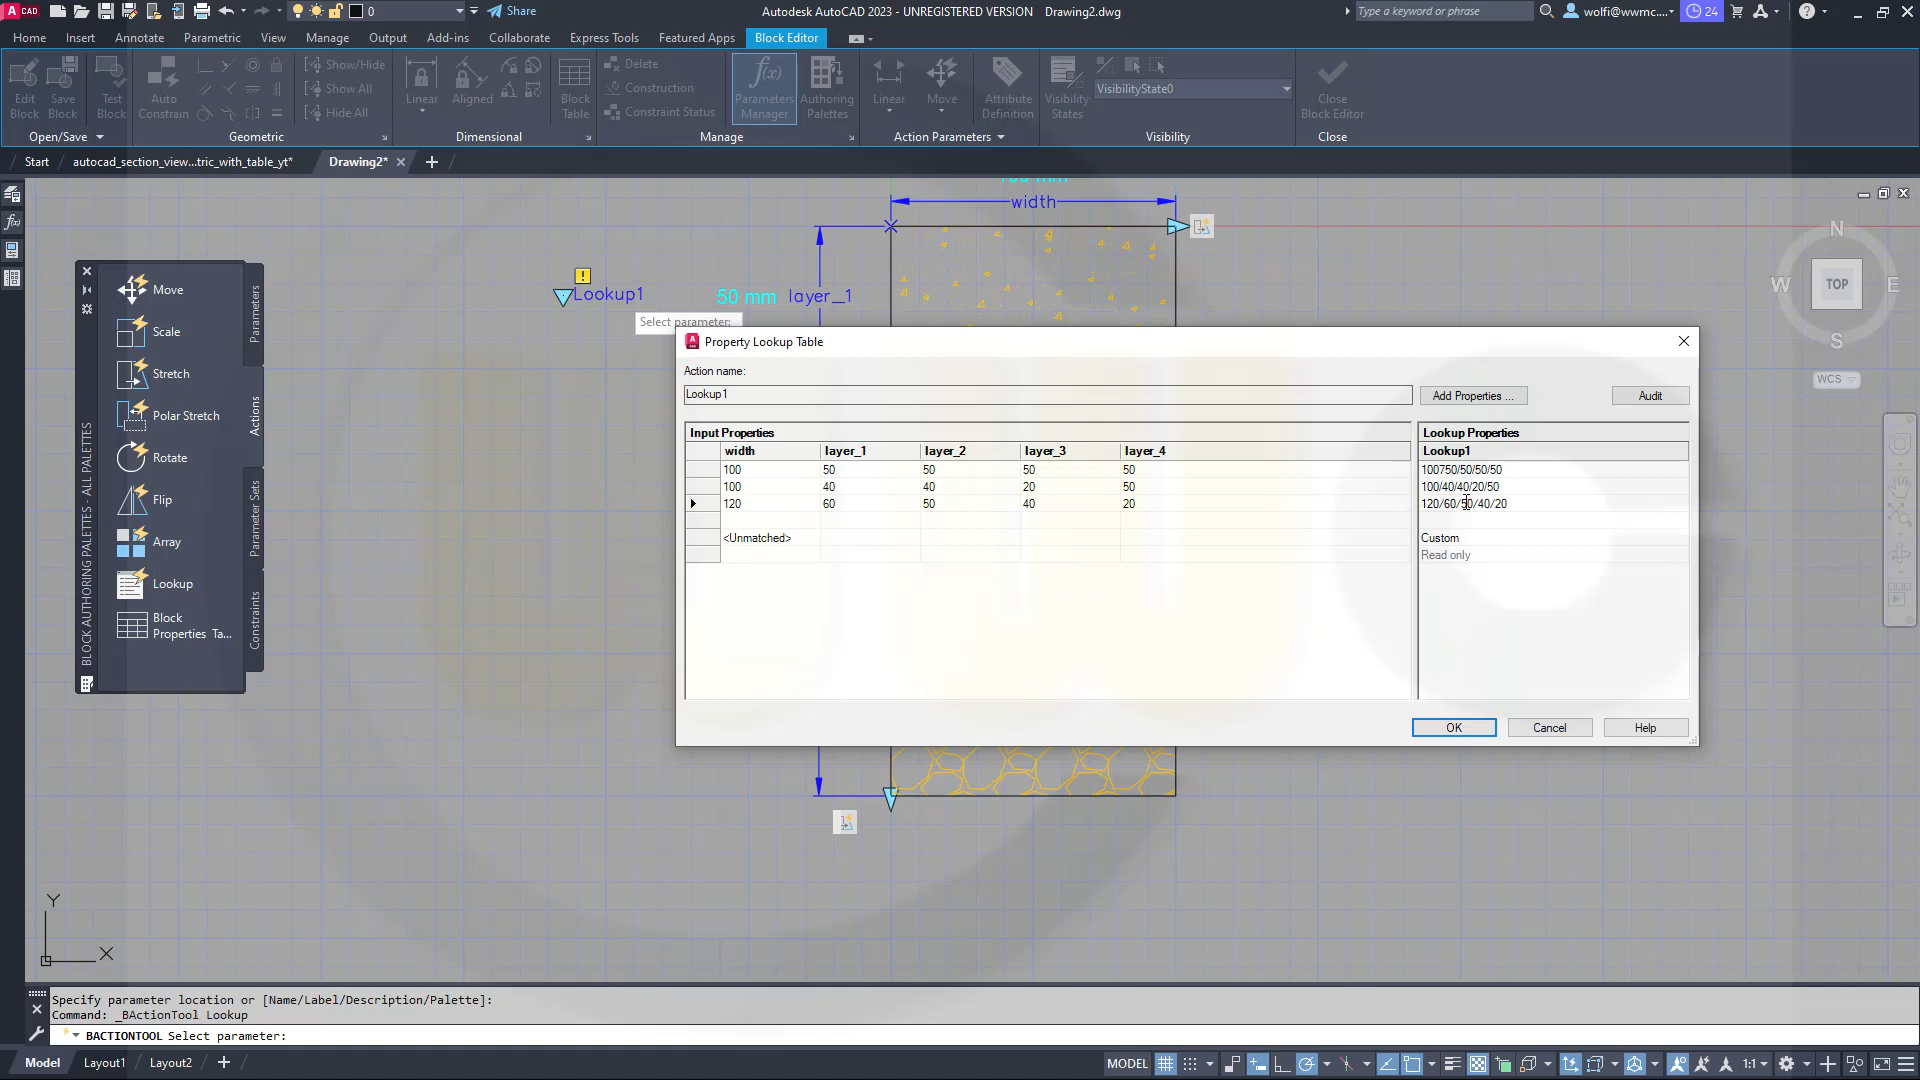 CAD
0
Share
Autodesk AutoCAD 2023 - UNREGISTERED VERSION Drawing2.dwg
Type a keyword or phrase
wolfi@wwmc....
24
Home Insert Annotate Parametric View Manage Output Add-ins Collaborate Express Tools Featured Apps Block Editor
Edit Block
Save Block
Test Block
Auto Constrain
Show/Hide
Show All
Hide All
Linear
Aligned
Block Table
Delete
Construction
Constraint Status
Parameters Manager
Authoring Palettes
Linear
Move
Attribute Definition
Visibility States
VisibilityState0
Close Block Editor
Open/Save
Geometric
Dimensional
Manage
Action Parameters
Visibility
Close
Start
autocad_section_view...tric_with_table_yt*
Drawing2*
width
Lookup1
50 mm layer_1
Select parameter:
N
W
TOP
E
S
WCS
Move
Scale
Stretch
Polar Stretch
Rotate
Flip
Array
Lookup
Block
Properties Ta...
Parameters
Actions
Parameter Sets
Constraints
BLOCK AUTHORING PALETTES - ALL PALETTES
Property Lookup Table
Action name:
Lookup1
Add Properties ...
Audit
Input Properties
Lookup Properties
width layer_1 layer_2 layer_3 layer_4 Lookup1
100 50 50 50 50 100750/50/50/50
100 40 40 20 50 100/40/40/20/50
120 60 50 40 20 120/60/50/40/20
<Unmatched> Custom
Read only
OK
Cancel
Help
Y
X
Specify parameter location or [Name/Label/Description/Palette]:
Command: _BActionTool Lookup
BACTIONTOOL Select parameter:
Model Layout1 Layout2
MODEL
1:1